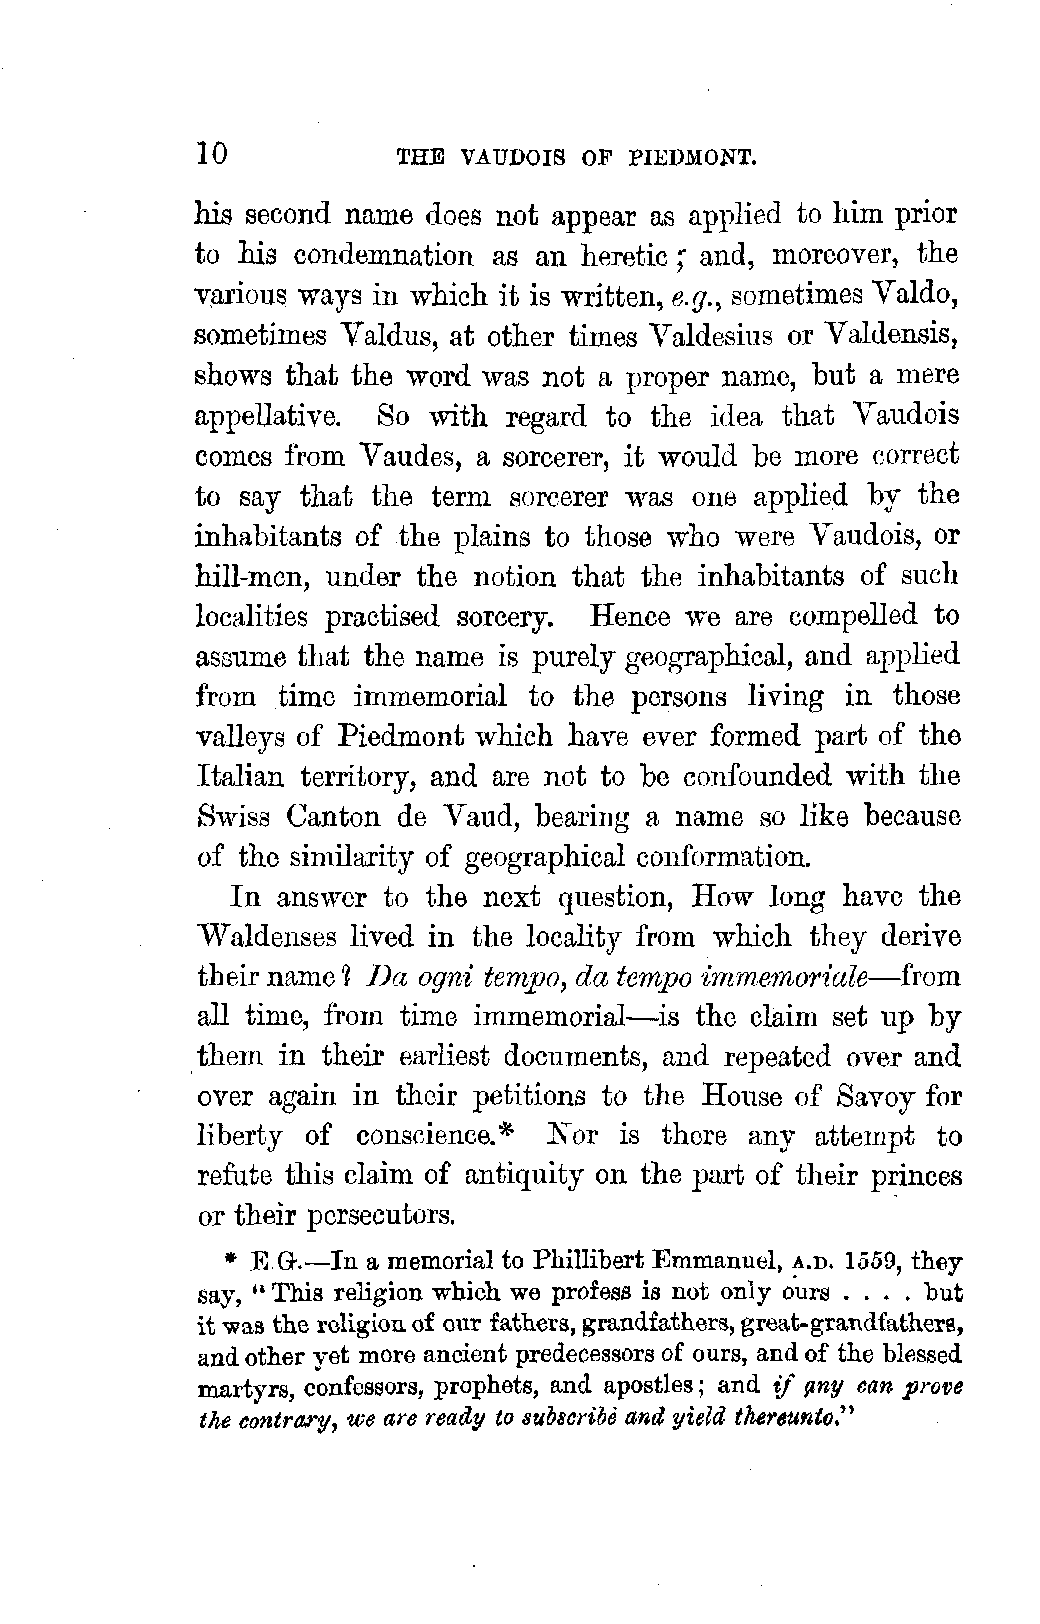 10 THE VAUDOIS OF PIEDMONT.
his second name does not appear as applied to him prior
to his condemnation as an heretic; and, moreover, the
various ways in which it is written, e.g., sometimes Valdo,
sometimes Valdus, at other times Valdesius or Valdensis,
shows that the word was not a proper name, but a mere
appellative. So with regard to the idea that Vaudois
comes from Vaudes, a sorcerer, it would be more correct
to say that the term sorcerer was one applied by the
inhabitants of the plains to those who were Vaudois, or
hill-men, under the notion that the inhabitants of such
localities practised sorcery. Hence we are compelled to
assume that the name is purely geographical, and applied
from time immemorial to the persons living in those
valleys of Piedmont which have ever formed part of the
Italian territory, and are not to be confounded with the
Swiss Canton de Vaud, bearing a name so like because
of the similarity of geographical conformation.
In answer to the next question, How long have the
Waldenses lived in the locality from which they derive
their name? Da ogni tempo, da tempo immemoriale—from
all time, from time immemorial—is the claim set up by
them in their earliest documents, and repeated over and
over again in their petitions to the House of Savoy for
liberty of conscience.* Nor is there any attempt to
refute this claim of antiquity on the part of their princes
or their persecutors.
* E.G.—In a memorial to Phillibert Emmanuel, A.D. 1559, they
say, "This religion which we profess is not only ours . . . . but
it was the religion of our fathers, grandfathers, great-grandfathers,
and other yet more ancient predecessors of ours, and of the blessed
martyrs, confessors, prophets, and apostles; and if any can prove
the contrary, we are ready to subscribe and yield thereunto."